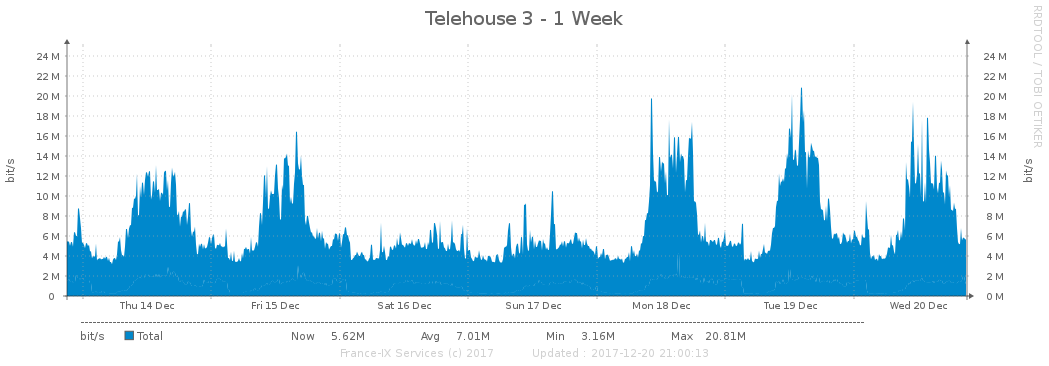 Telehouse 3 - 1 Week
RRDTOOL / TOBI OETIKER
bit/s
24 M 24 M
22 M 22 M
20 M 20 M
18 M 18 M
16 M 16 M
14 M 14 M
12 M 12 M
10 M 10 M
8 M 8 M
6 M 6 M
4 M 4 M
2 M 2 M
0 0 M
bit/s
Thu 14 Dec Fri 15 Dec Sat 16 Dec Sun 17 Dec Mon 18 Dec Tue 19 Dec Wed 20 Dec
bit/s Total Now 5.62M Avg 7.01M Min 3.16M Max 20.81M
France-IX Services (c) 2017 Updated : 2017-12-20 21:00:13